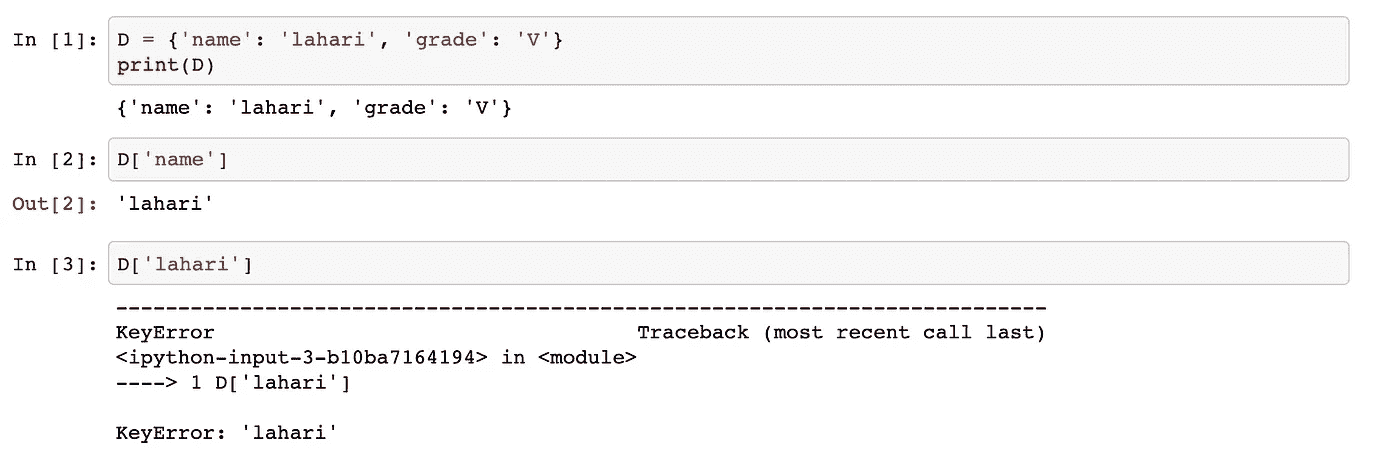 In [1]: D = {'name': 'lahari', 'grade': 'V'}
print(D)
{'name': 'lahari', 'grade': 'V'}
In [2]: D['name']
Out[2]: 'lahari'
In [3]: D['lahari']
---------------------------------------------------------------------------
KeyError                                  Traceback (most recent call last)
<ipython-input-3-b10ba7164194> in <module>
----> 1 D['lahari']
KeyError: 'lahari'